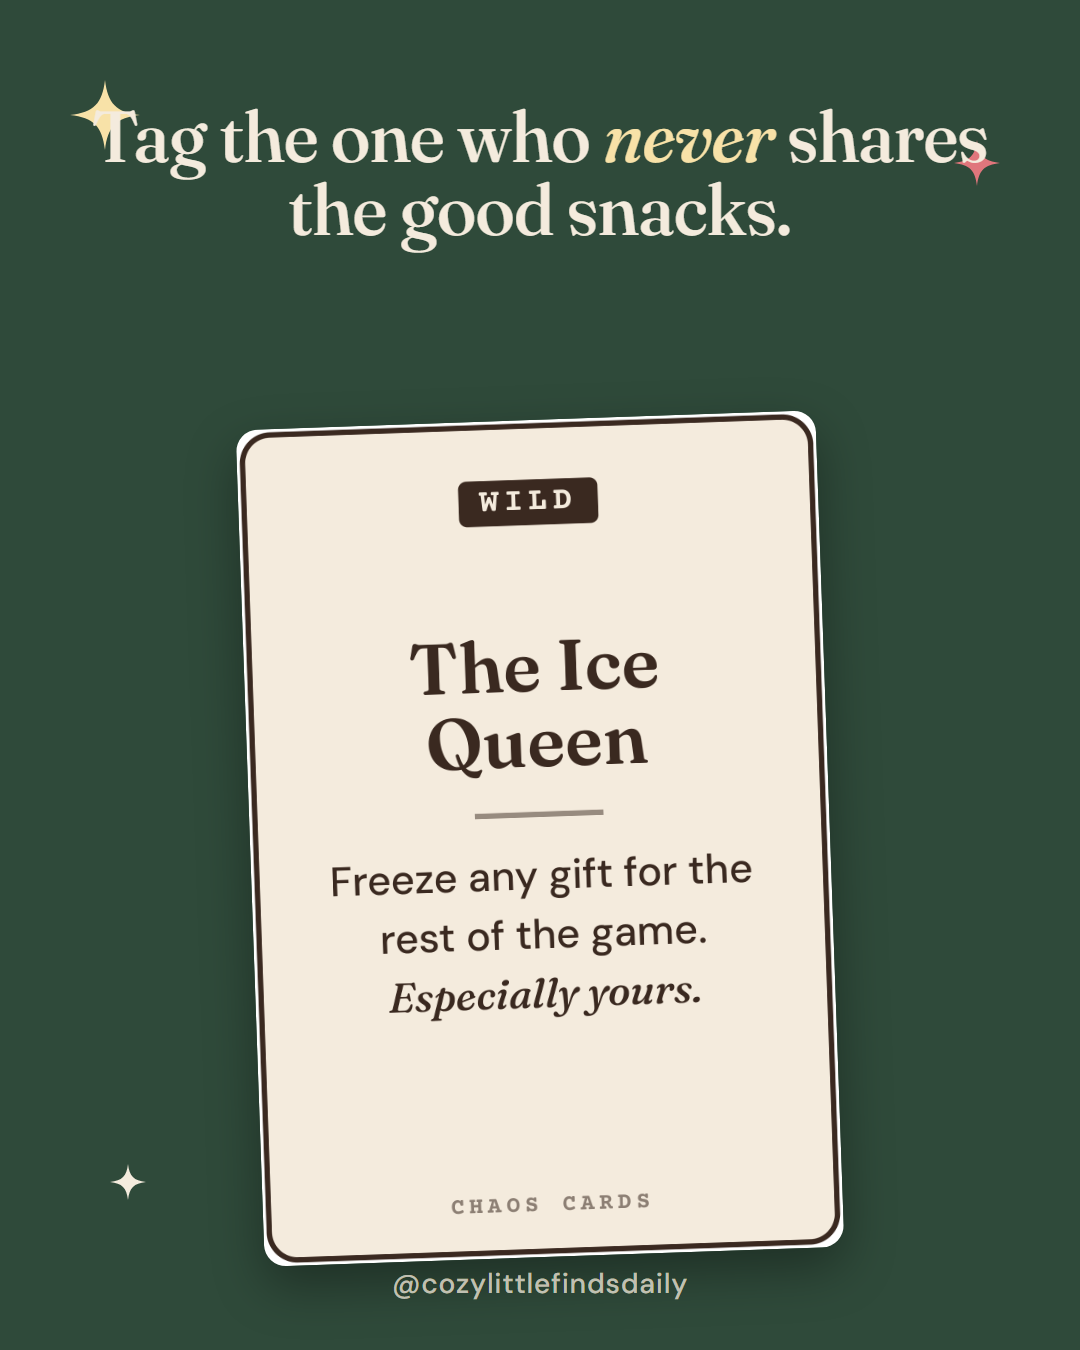 Tag the one who never shares
the good snacks.
WILD
The Ice
Queen
Freeze any gift for the
rest of the game.
Especially yours.
CHAOS CARDS
@cozylittlefindsdaily